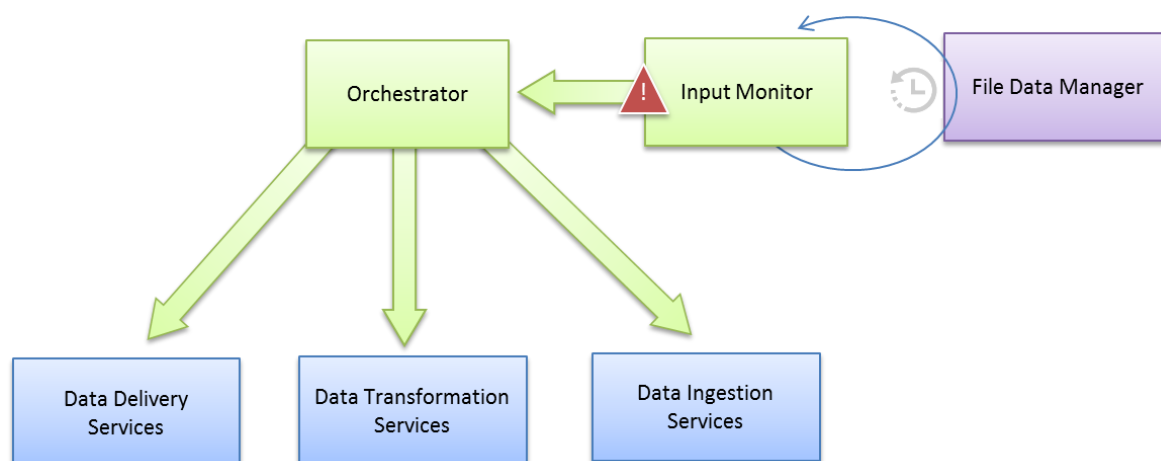 Orchestrator
!
Input Monitor
File Data Manager
Data Delivery
Services
Data Transformation
Services
Data Ingestion
Services